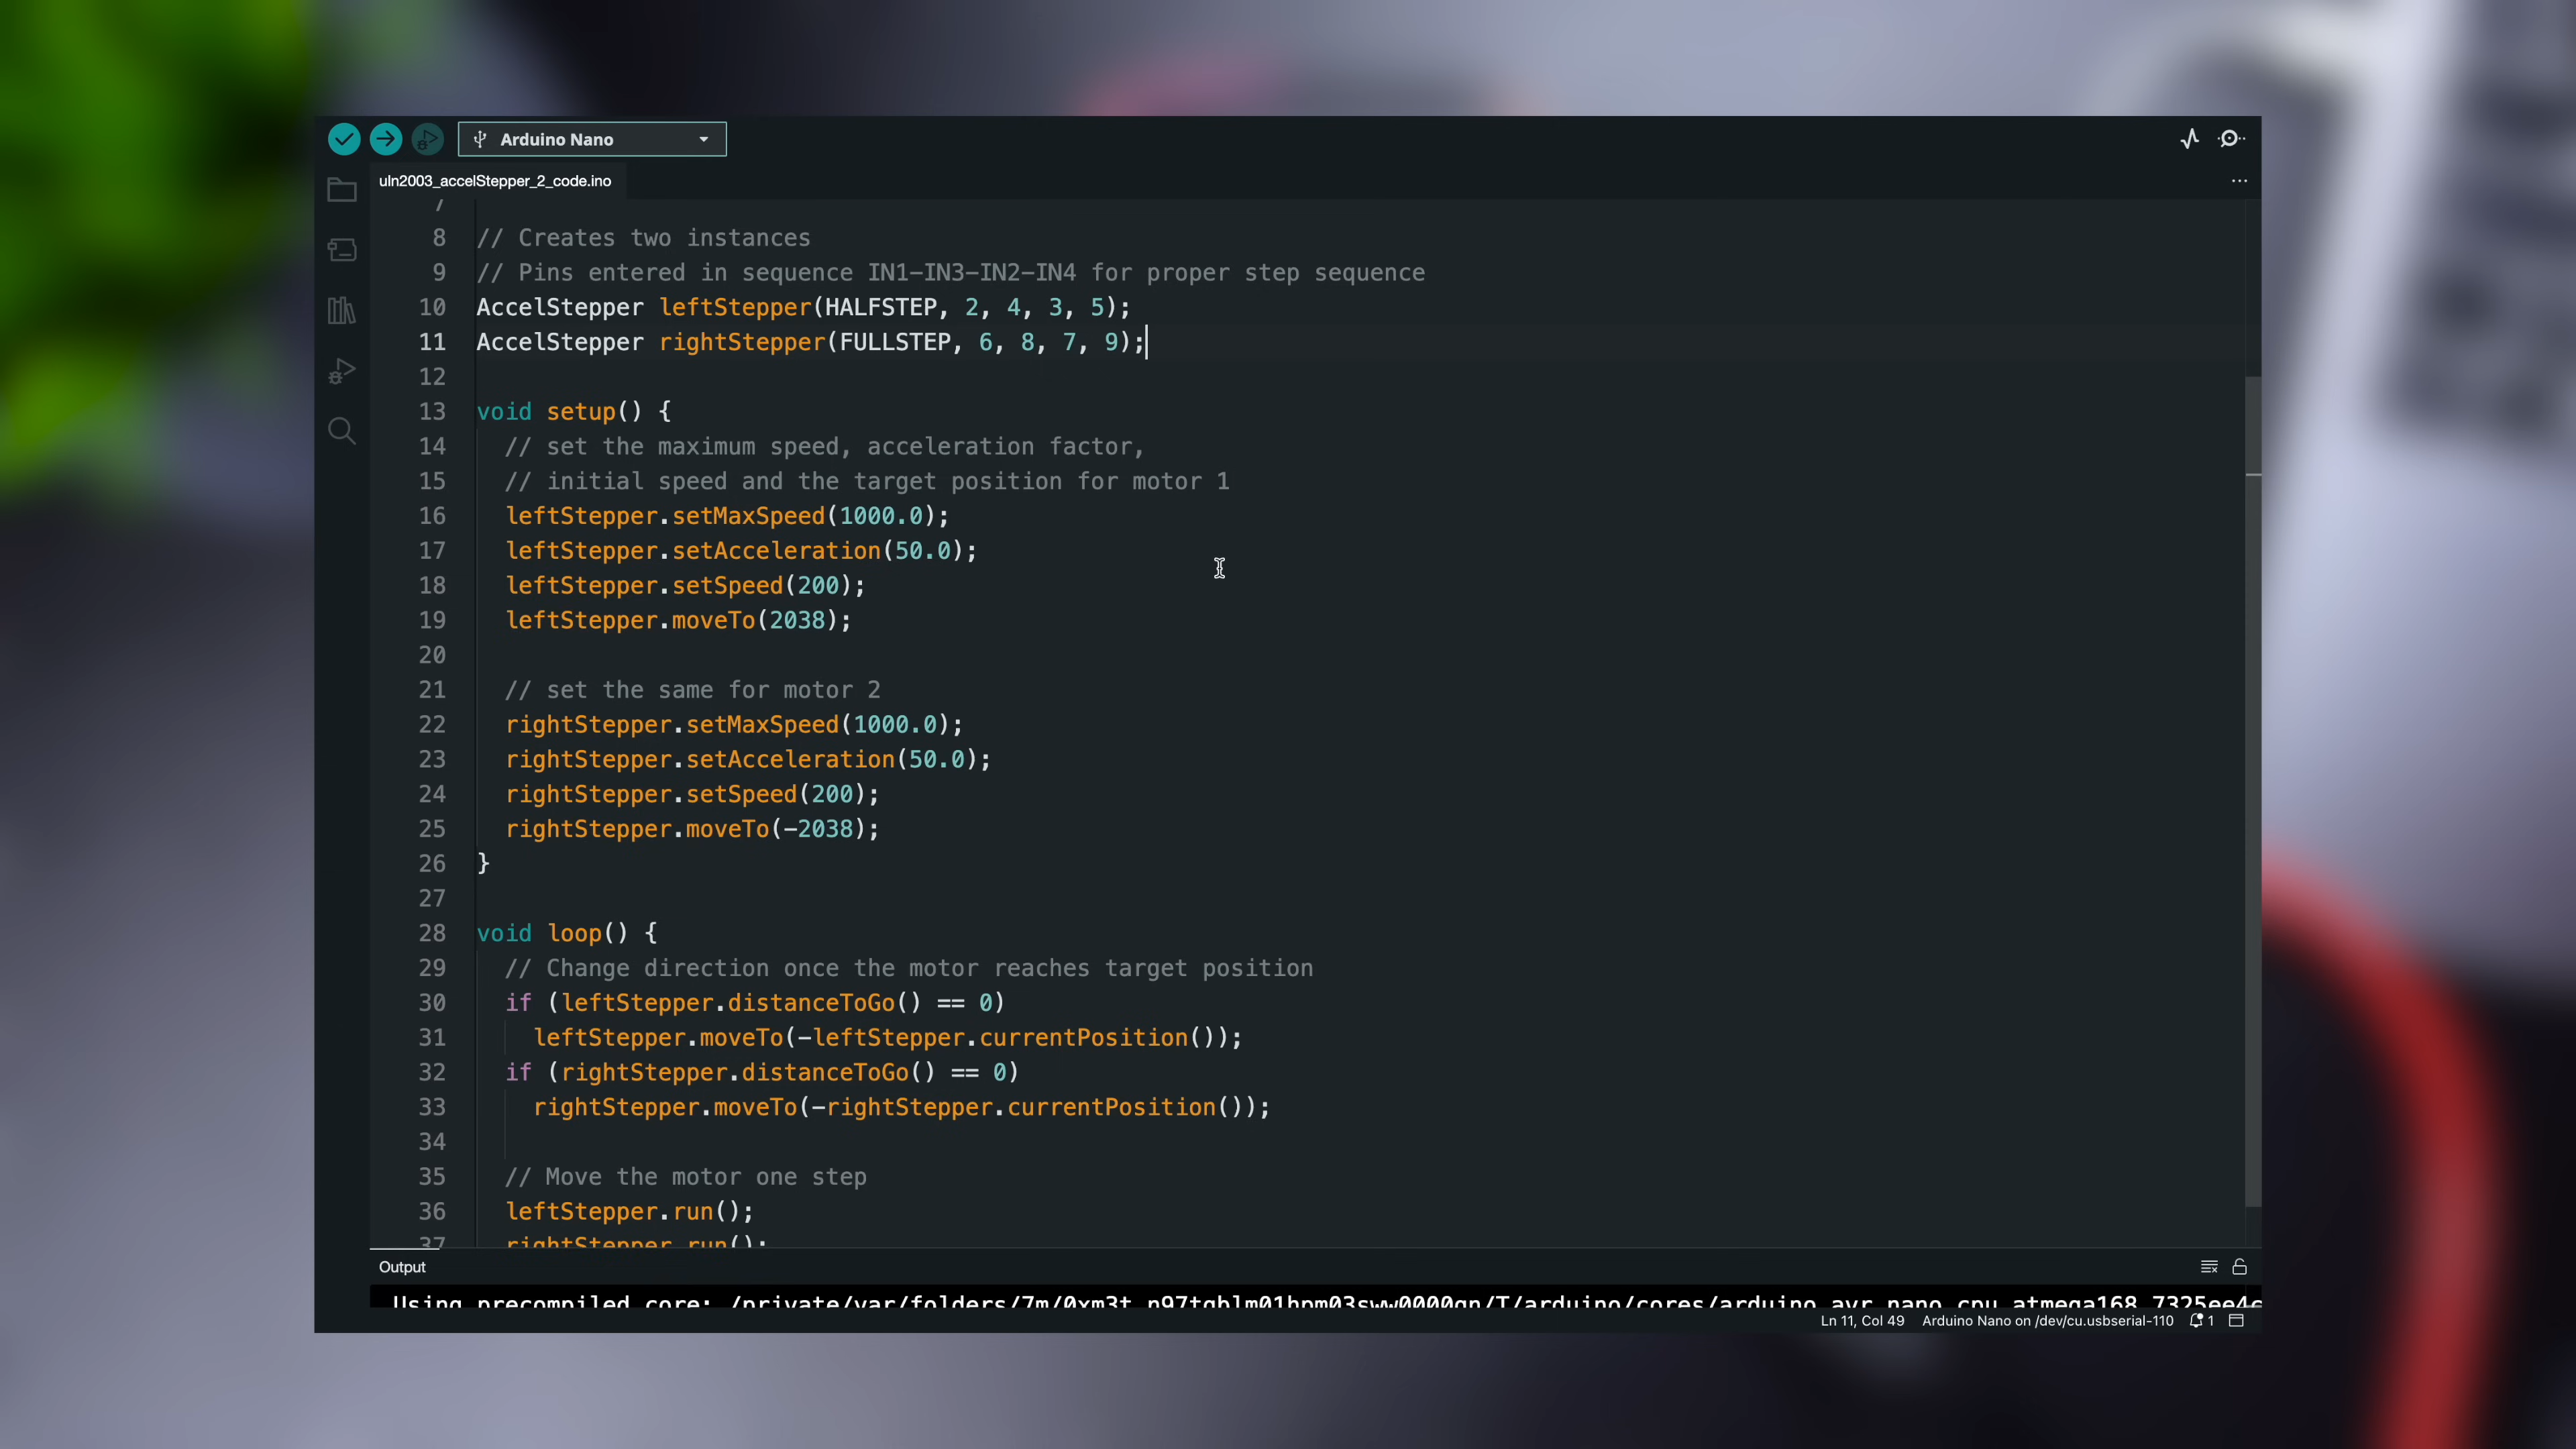 Arduino Nano
uln2003_accelStepper_2_code.ino
...
7
8 // Creates two instances
9 // Pins entered in sequence IN1-IN3-IN2-IN4 for proper step sequence
10 AccelStepper leftStepper(HALFSTEP, 2, 4, 3, 5);
11 AccelStepper rightStepper(FULLSTEP, 6, 8, 7, 9);
12
13 void setup() {
14 // set the maximum speed, acceleration factor,
15 // initial speed and the target position for motor 1
16 leftStepper.setMaxSpeed(1000.0);
17 leftStepper.setAcceleration(50.0);
18 leftStepper.setSpeed(200);
19 leftStepper.moveTo(2038);
20
21 // set the same for motor 2
22 rightStepper.setMaxSpeed(1000.0);
23 rightStepper.setAcceleration(50.0);
24 rightStepper.setSpeed(200);
25 rightStepper.moveTo(-2038);
26 }
27
28 void loop() {
29 // Change direction once the motor reaches target position
30 if (leftStepper.distanceToGo() == 0)
31 leftStepper.moveTo(-leftStepper.currentPosition());
32 if (rightStepper.distanceToGo() == 0)
33 rightStepper.moveTo(-rightStepper.currentPosition());
34
35 // Move the motor one step
36 leftStepper.run();
37 rightStepper.run();
Output
Using precompiled core:
Ln 11, Col 49 Arduino Nano on /dev/cu.usbserial-110 1